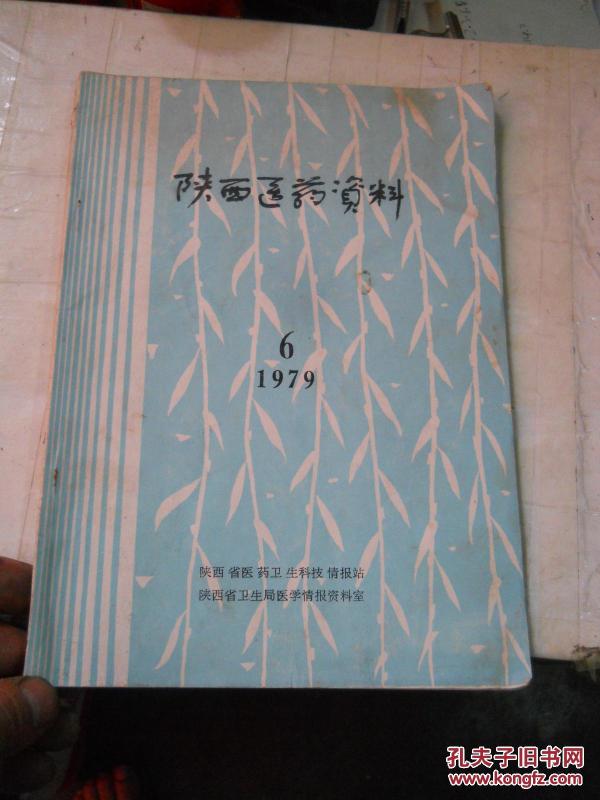 陕西医药資料
6
1979
陕西省医药卫生科技情报站
陕西省卫生局医学情报资料室
孔夫子旧书网
www.kongfz.com